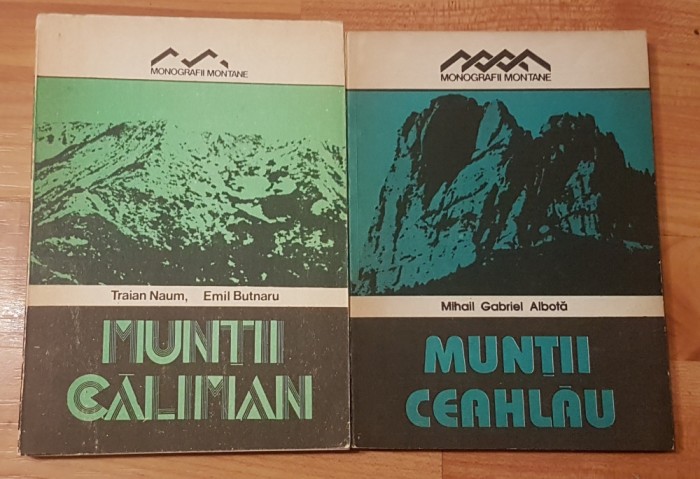 MONOGRAFII MONTANE
Traian Naum, Emil Butnaru
MUNȚII
CĂLIMAN
MONOGRAFII MONTANE
Mihail Gabriel Albotă
MUNȚII
CEAHLĂU